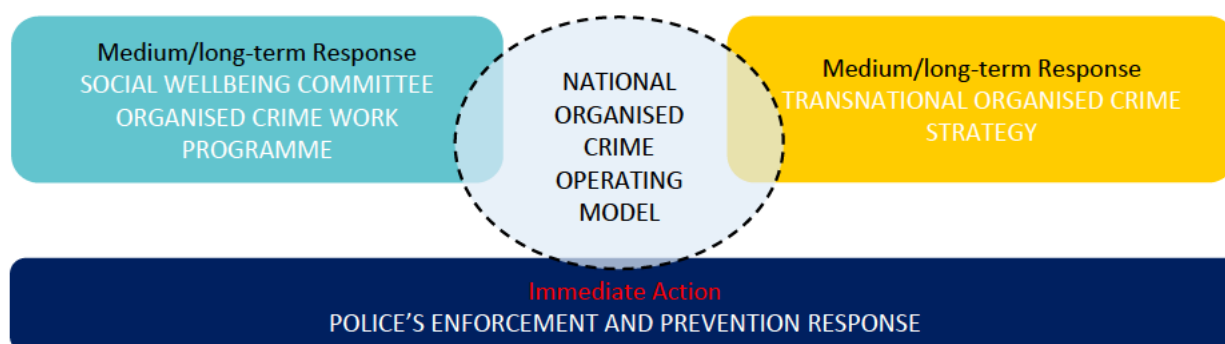 Medium/long-term Response
SOCIAL WELLBEING COMMITTEE
ORGANISED CRIME WORK
PROGRAMME
NATIONAL
ORGANISED
CRIME
OPERATING
MODEL
Medium/long-term Response
TRANSNATIONAL ORGANISED CRIME
STRATEGY
Immediate Action
POLICE'S ENFORCEMENT AND PREVENTION RESPONSE